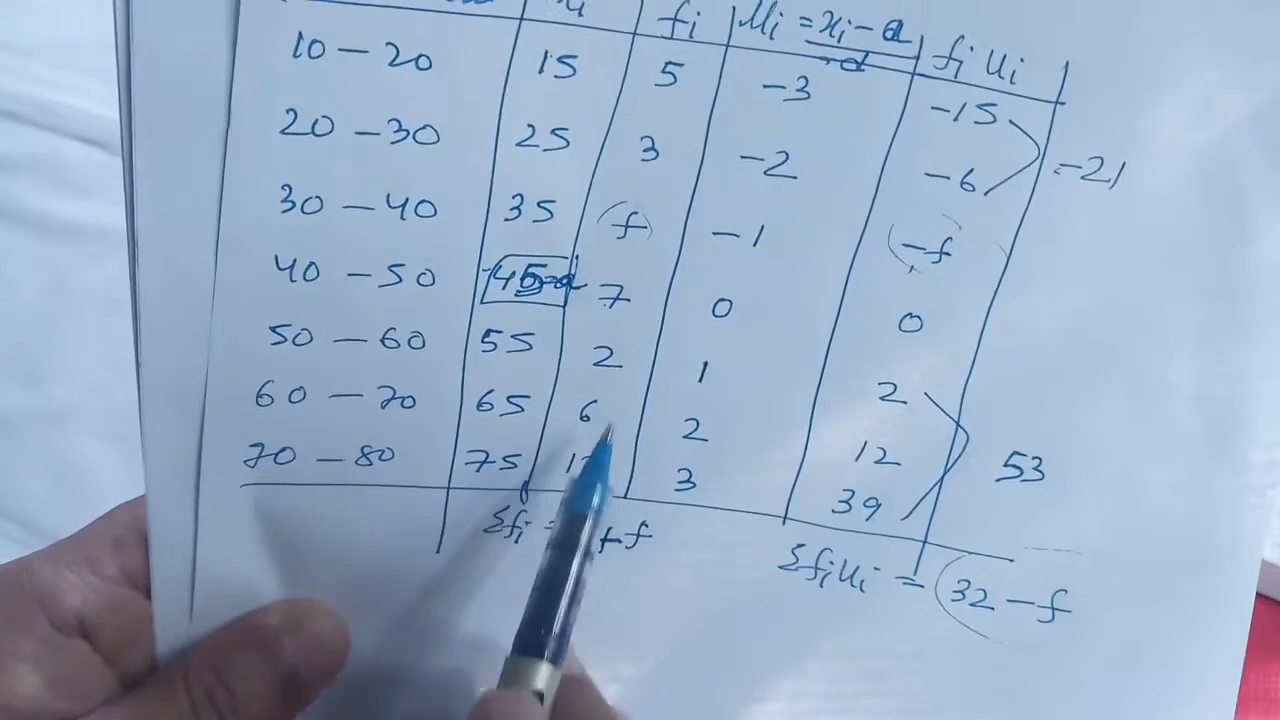 fi | Ui = xi - a / d | fi ui
10 - 20 | 15 | 5 | -3 | -15
20 - 30 | 25 | 3 | -2 | -6 | -21
30 - 40 | 35 | (f) | -1 | (-f)
40 - 50 | 45=a | 7 | 0 | 0
50 - 60 | 55 | 2 | 1 | 2
60 - 70 | 65 | 6 | 2 | 12 | 53
70 - 80 | 75 | 3 | 39
Σfi = + f | Σfiui = 32 - f